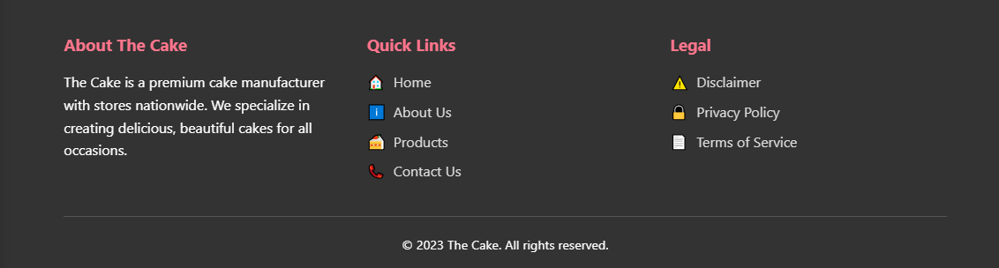 About The Cake
The Cake is a premium cake manufacturer
with stores nationwide. We specialize in
creating delicious, beautiful cakes for all
occasions.
Quick Links
Home
About Us
Products
Contact Us
Legal
Disclaimer
Privacy Policy
Terms of Service
© 2023 The Cake. All rights reserved.